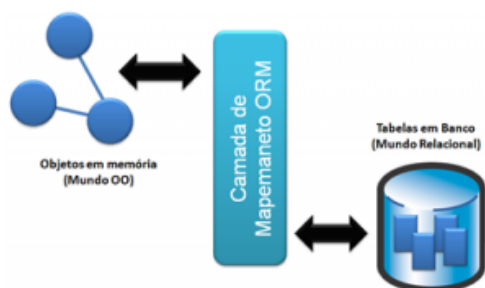 Objetos em memória
(Mundo OO)
Camada de
Mapemaneto ORM
Tabelas em Banco
(Mundo Relacional)